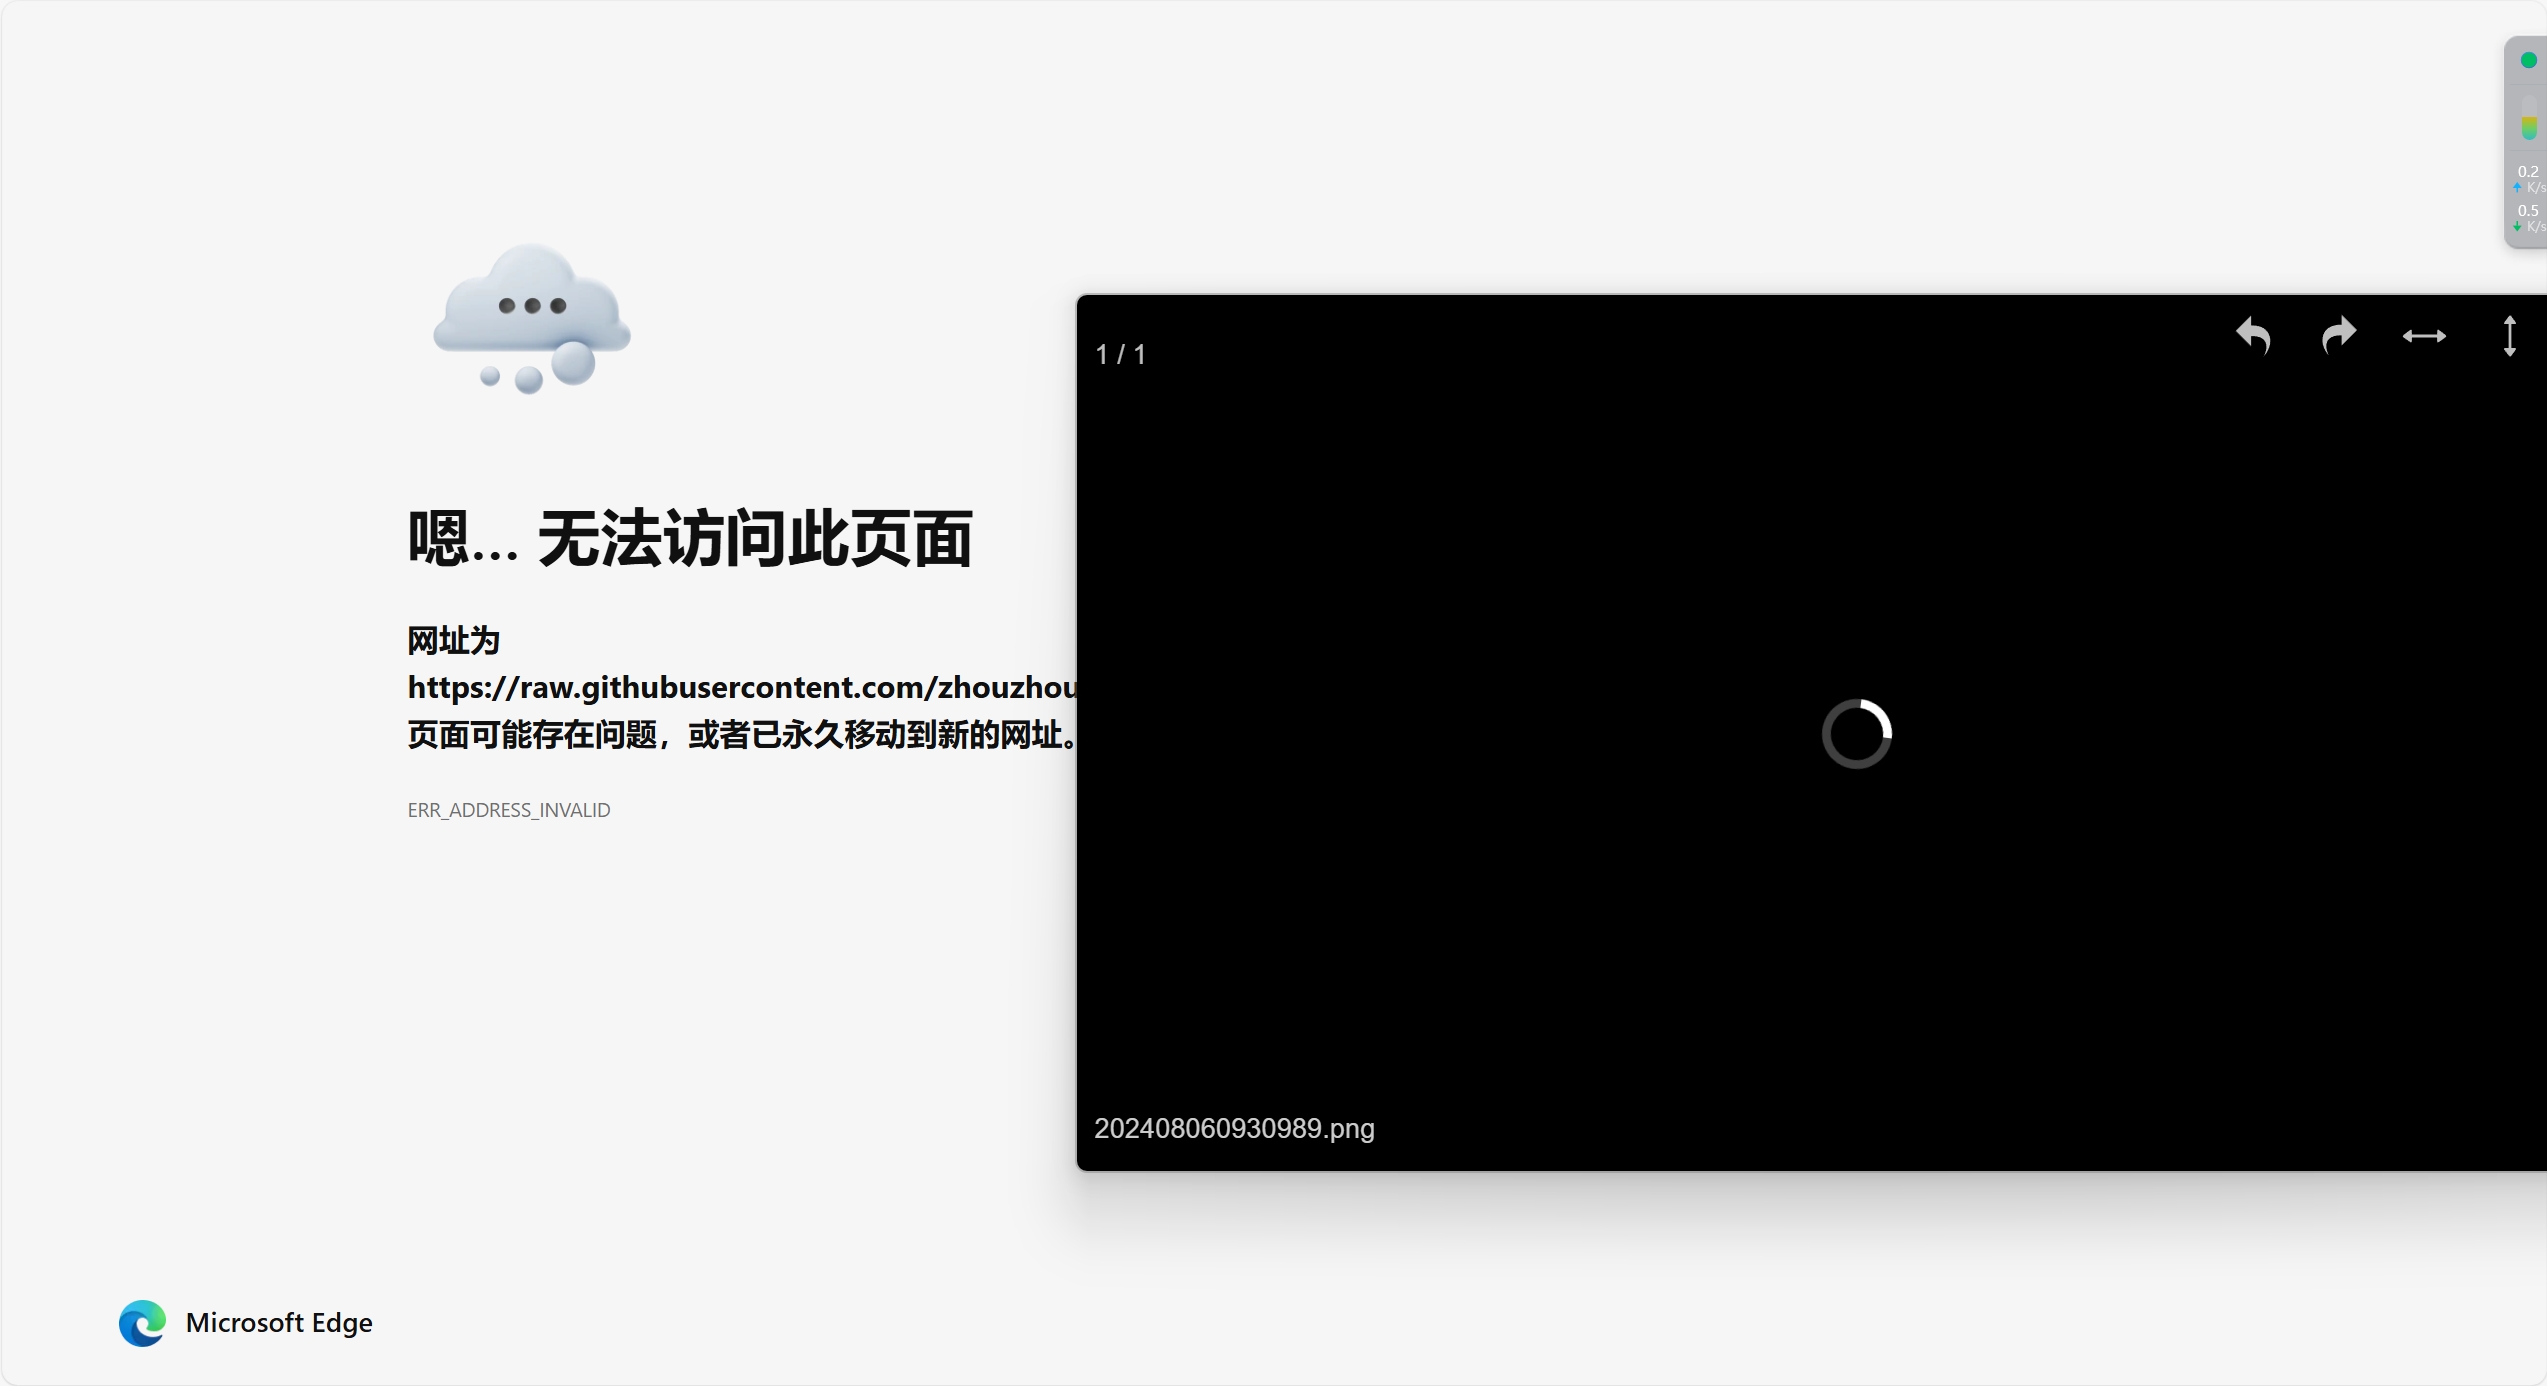 嗯... 无法访问此页面
网址为
https://raw.githubusercontent.com/zhouzhou
页面可能存在问题，或者已永久移动到新的网址。
ERR_ADDRESS_INVALID
Microsoft Edge
1 / 1
202408060930989.png
0.2
K/s
0.5
K/s